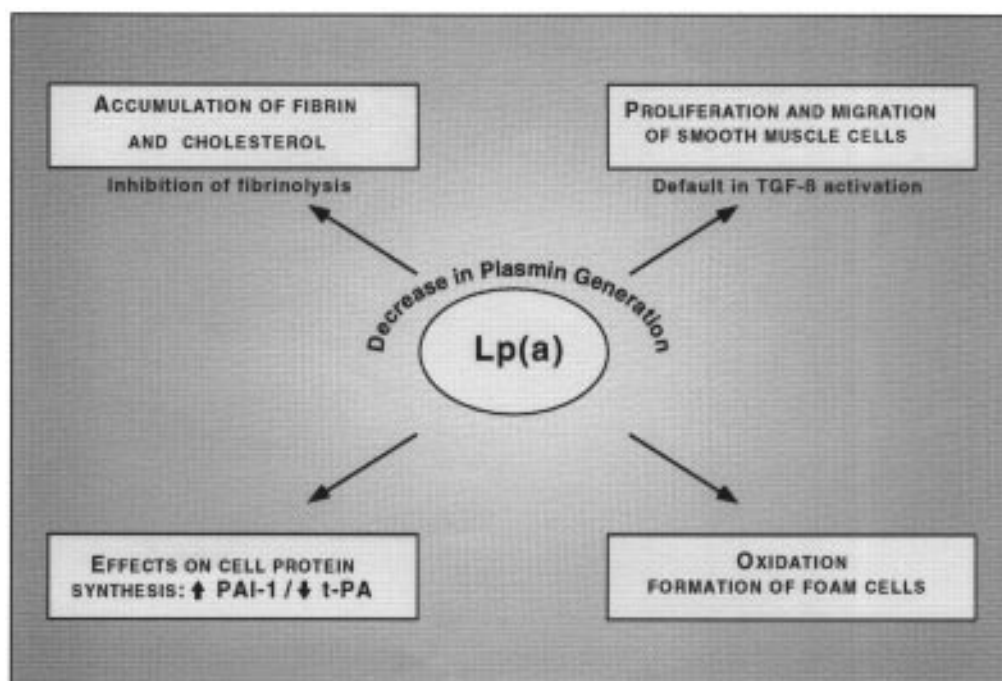 ACCUMULATION OF FIBRIN
AND CHOLESTEROL
Inhibition of fibrinolysis
PROLIFERATION AND MIGRATION
OF SMOOTH MUSCLE CELLS
Default in TGF-ß activation
Decrease in Plasmin Generation
Lp(a)
EFFECTS ON CELL PROTEIN
SYNTHESIS: ⬆ PAI-1 / ⬇ t-PA
OXIDATION
FORMATION OF FOAM CELLS